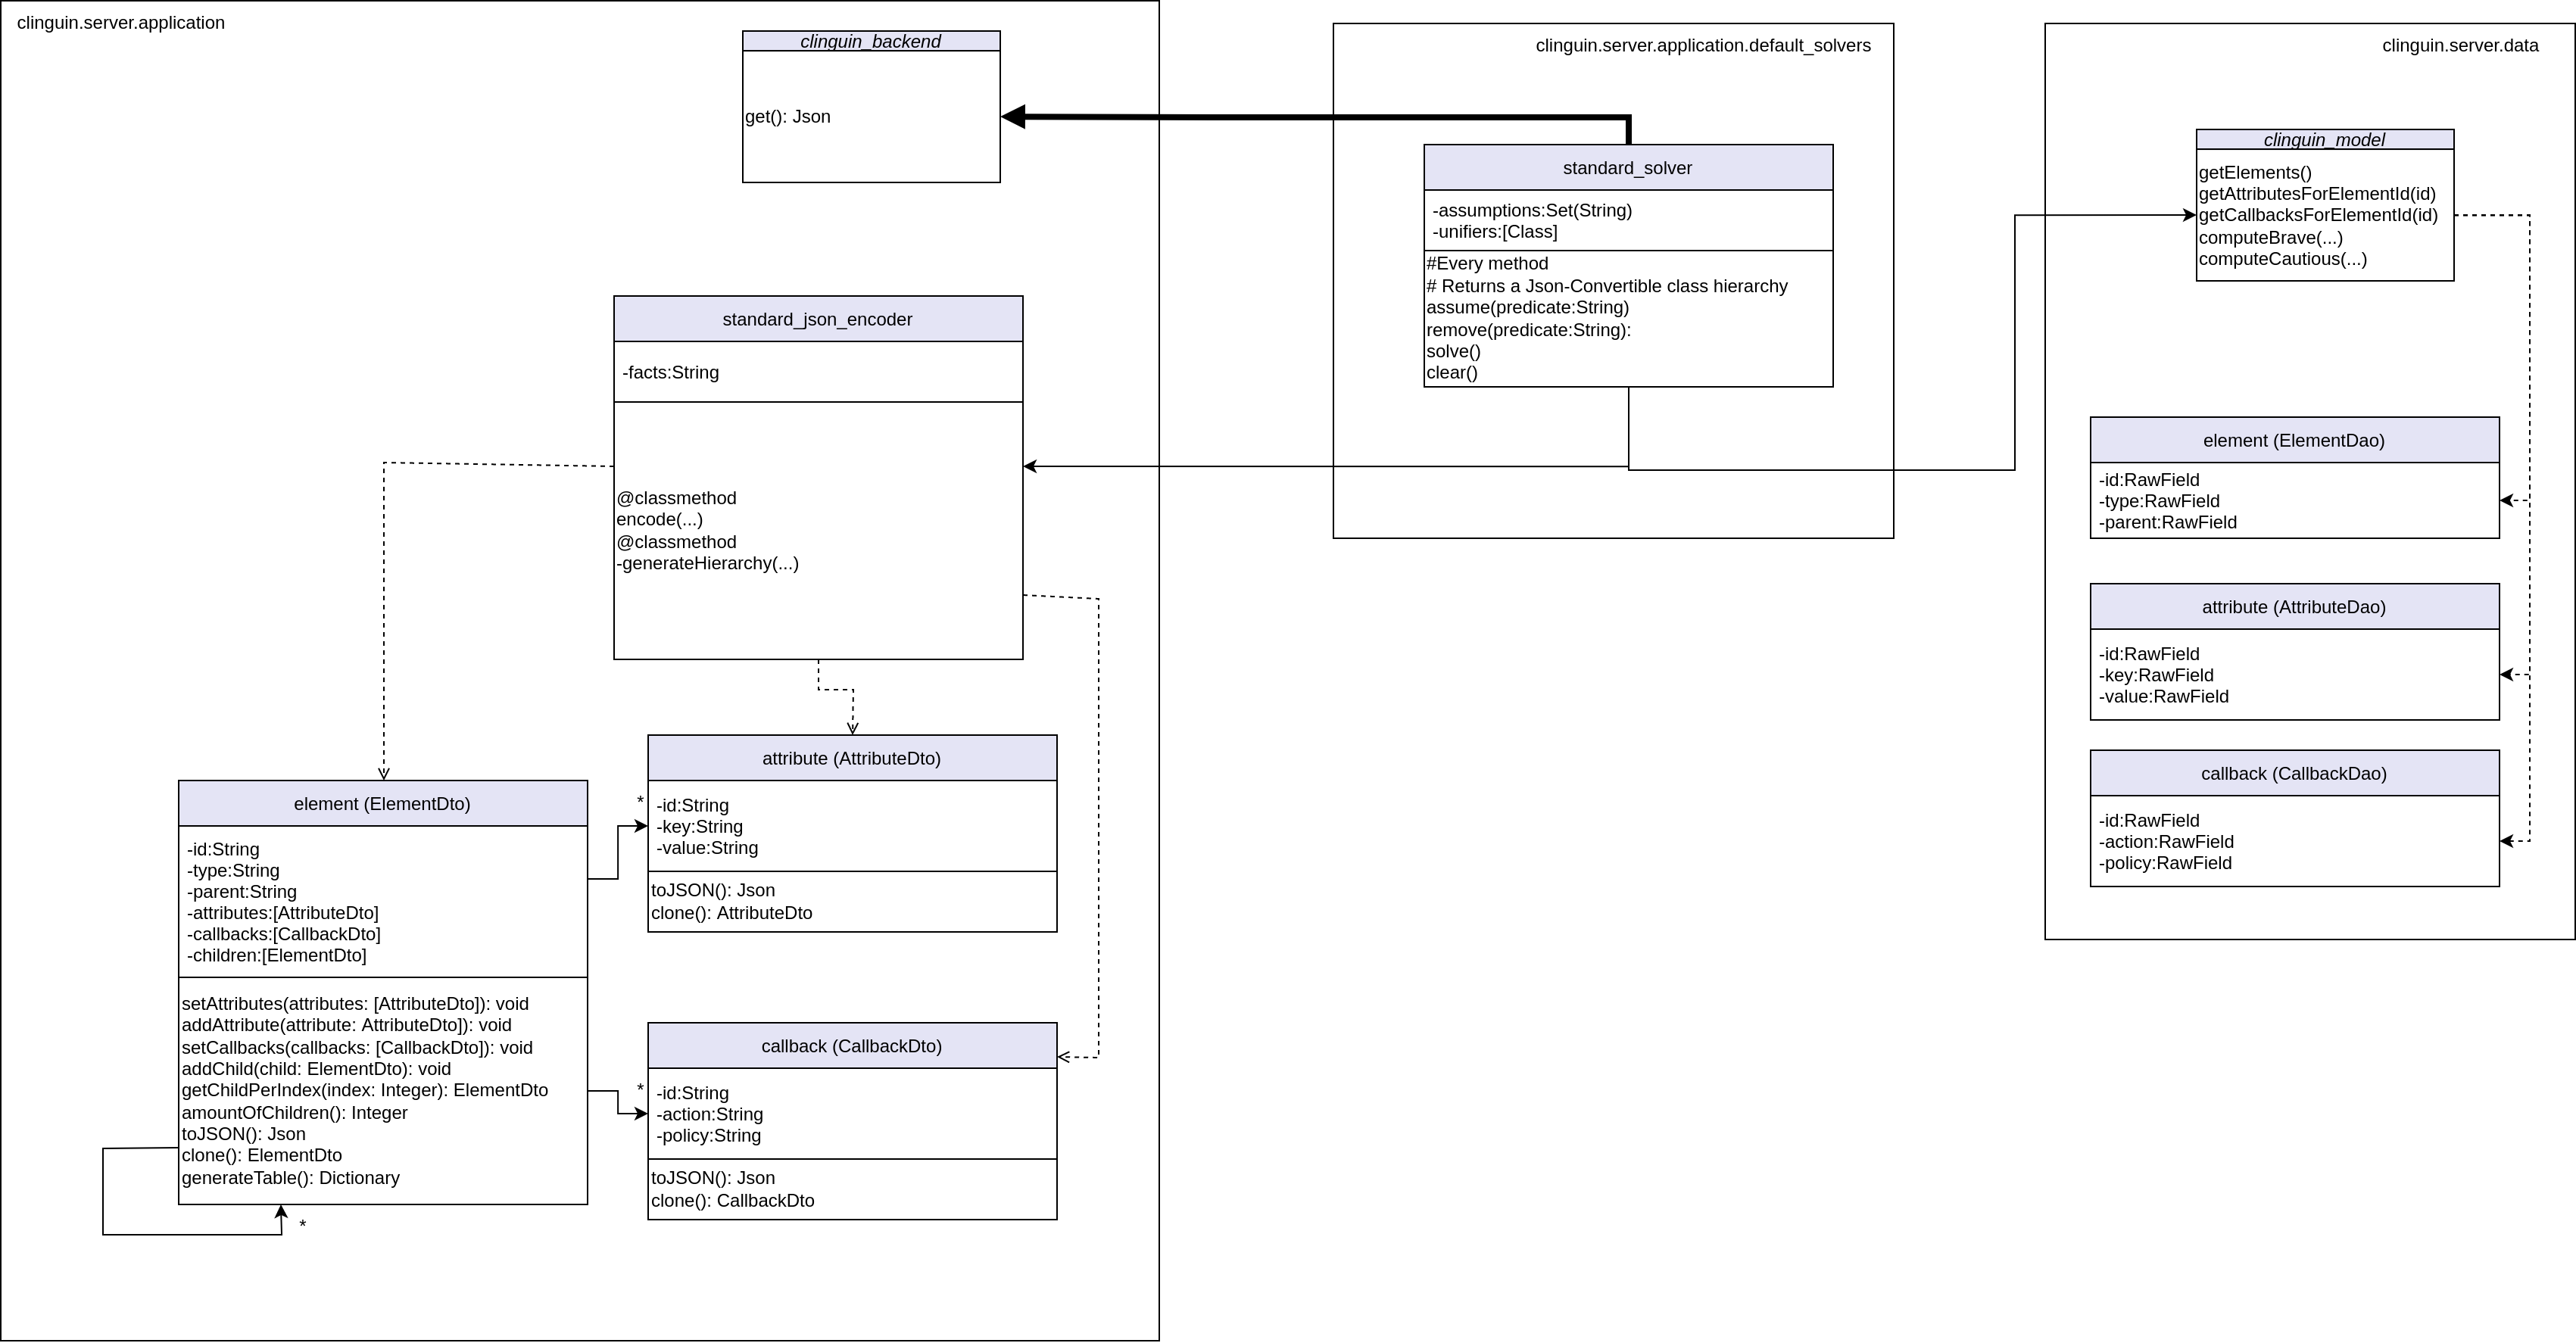 clinguin.server.application
clinguin_backend
get(): Json
standard_json_encoder
-facts:String
@classmethod
encode(...)
@classmethod
-generateHierarchy(...)
element (ElementDto)
-id:String
-type:String
-parent:String
-attributes:[AttributeDto]
-callbacks:[CallbackDto]
-children:[ElementDto]
setAttributes(attributes: [AttributeDto]): void
addAttribute(attribute: AttributeDto]): void
setCallbacks(callbacks: [CallbackDto]): void
addChild(child: ElementDto): void
getChildPerIndex(index: Integer): ElementDto
amountOfChildren(): Integer
toJSON(): Json
clone(): ElementDto
generateTable(): Dictionary
*
*
attribute (AttributeDto)
-id:String
-key:String
-value:String
toJSON(): Json
clone(): AttributeDto
*
callback (CallbackDto)
-id:String
-action:String
-policy:String
toJSON(): Json
clone(): CallbackDto
clinguin.server.application.default_solvers
standard_solver
-assumptions:Set(String)
-unifiers:[Class]
#Every method
# Returns a Json-Convertible class hierarchy
assume(predicate:String)
remove(predicate:String):
solve()
clear()
clinguin.server.data
clinguin_model
getElements()
getAttributesForElementId(id)
getCallbacksForElementId(id)
computeBrave(...)
computeCautious(...)
element (ElementDao)
-id:RawField
-type:RawField
-parent:RawField
attribute (AttributeDao)
-id:RawField
-key:RawField
-value:RawField
callback (CallbackDao)
-id:RawField
-action:RawField
-policy:RawField